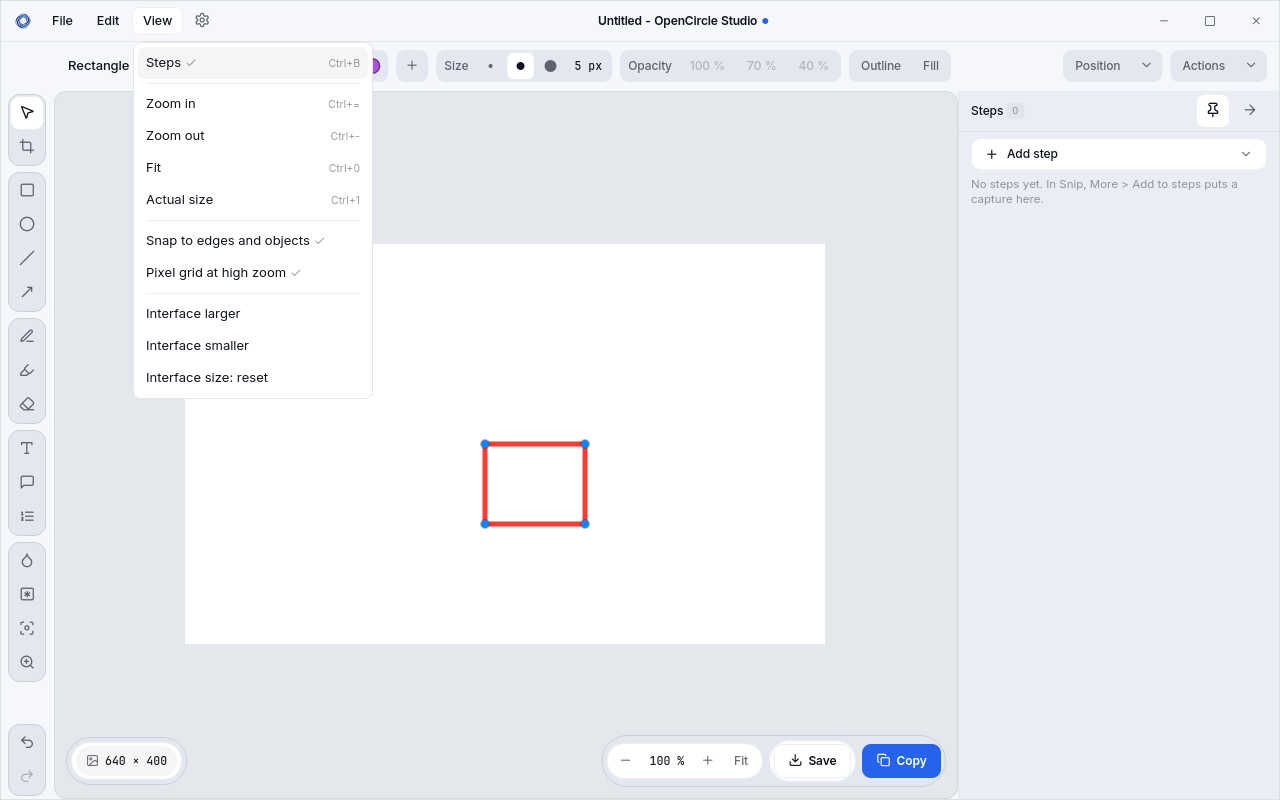 File Edit View
Untitled - OpenCircle Studio
Rectangle
Size 5 px
Opacity 100 % 70 % 40 %
Outline Fill
Position
Actions
Steps Ctrl+B
Zoom in Ctrl+=
Zoom out Ctrl+-
Fit Ctrl+0
Actual size Ctrl+1
Snap to edges and objects
Pixel grid at high zoom
Interface larger
Interface smaller
Interface size: reset
Steps 0
Add step
No steps yet. In Snip, More > Add to steps puts a
capture here.
640 × 400
100 %
Fit
Save
Copy